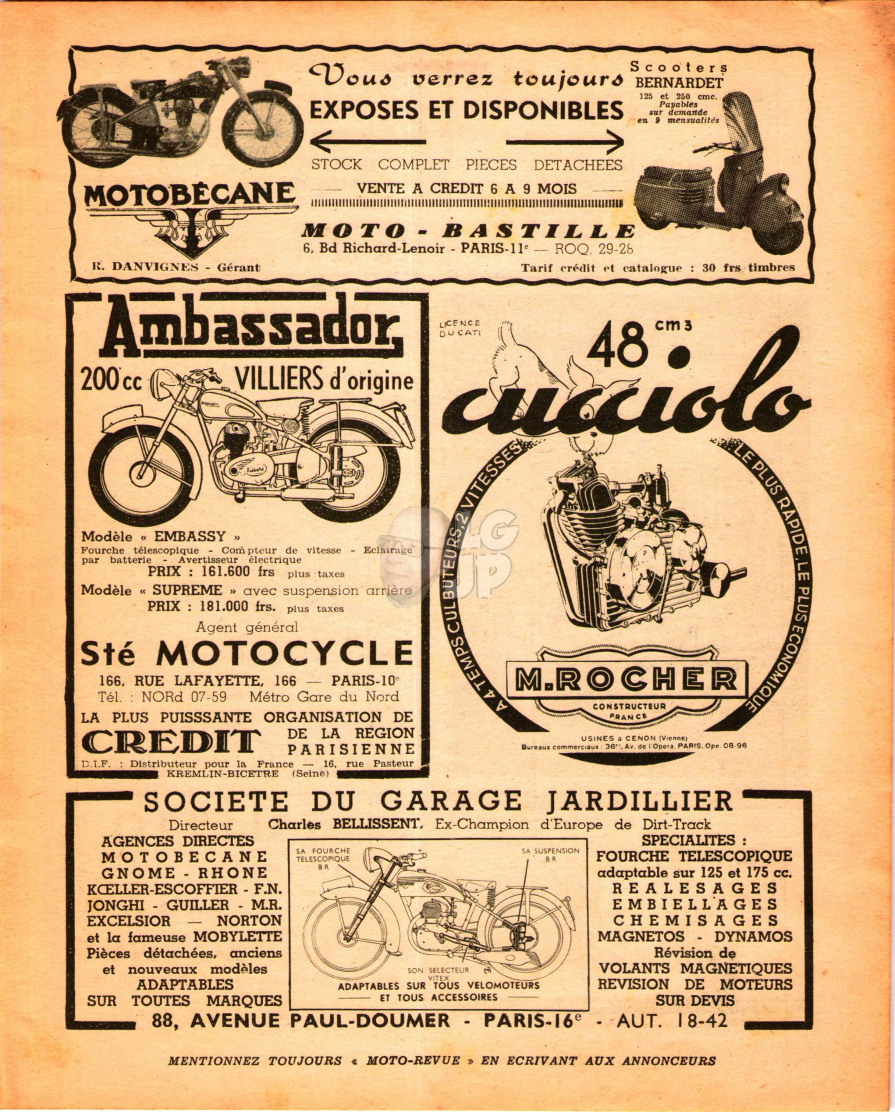 Vous verrez toujours
EXPOSES ET DISPONIBLES
STOCK COMPLET PIECES DETACHEES
VENTE A CREDIT 6 A 9 MOIS
MOTO - BASTILLE
6, Bd Richard-Lenoir - PARIS-11e — ROQ. 29-26
MOTOBÉCANE
R. DANVIGNES - Gérant
Scooters
BERNARDET
125 et 250 cmc.
Payables
sur demande
en 9 mensualités
Tarif crédit et catalogue : 30 frs timbres
Ambassador
200cc VILLIERS d'origine
Modèle « EMBASSY »
Fourche télescopique - Compteur de vitesse - Eclairage
par batterie - Avertisseur électrique
PRIX : 161.600 frs plus taxes
Modèle « SUPREME » avec suspension arrière
PRIX : 181.000 frs. plus taxes
Agent général
Sté MOTOCYCLE
166, RUE LAFAYETTE, 166 — PARIS-10e
Tél. : NORd 07-59 Métro Gare du Nord
LA PLUS PUISSSANTE ORGANISATION DE
CREDIT DE LA RÉGION
PARISIENNE
D.I.F. : Distributeur pour la France — 16, rue Pasteur
KREMLIN-BICETRE (Seine)
LICENCE
DUCATI
48 cm3
cucciolo
A 4 TEMPS CULBUTEURS.2 VITESSES
LE PLUS RAPIDE.LE PLUS ECONOMIQUE
M.ROCHER
CONSTRUCTEUR
FRANCE
USINES à CENON (Vienne)
Bureaux commerciaux : 36ter, Av. de l'Opéra. PARIS, Ope. 08-96
LG
UP
SOCIETE DU GARAGE JARDILLIER
Directeur Charles BELLISSENT, Ex-Champion d'Europe de Dirt-Track
AGENCES DIRECTES
MOTOBECANE
GNOME - RHONE
KŒLLER-ESCOFFIER - F.N.
JONGHI - GUILLER - M.R.
EXCELSIOR — NORTON
et la fameuse MOBYLETTE
Pièces détachées, anciens
et nouveaux modèles
ADAPTABLES
SUR TOUTES MARQUES
SA FOURCHE
TELESCOPIQUE
BR
SA SUSPENSION
BR
SON SELECTEUR
VITEX
ADAPTABLES SUR TOUS VELOMOTEURS
ET TOUS ACCESSOIRES
SPECIALITES :
FOURCHE TELESCOPIQUE
adaptable sur 125 et 175 cc.
REALESAGES
EMBIELLAGES
CHEMISAGES
MAGNETOS - DYNAMOS
Révision de
VOLANTS MAGNETIQUES
REVISION DE MOTEURS
SUR DEVIS
88, AVENUE PAUL-DOUMER - PARIS-16e - AUT. 18-42
MENTIONNEZ TOUJOURS « MOTO-REVUE » EN ECRIVANT AUX ANNONCEURS